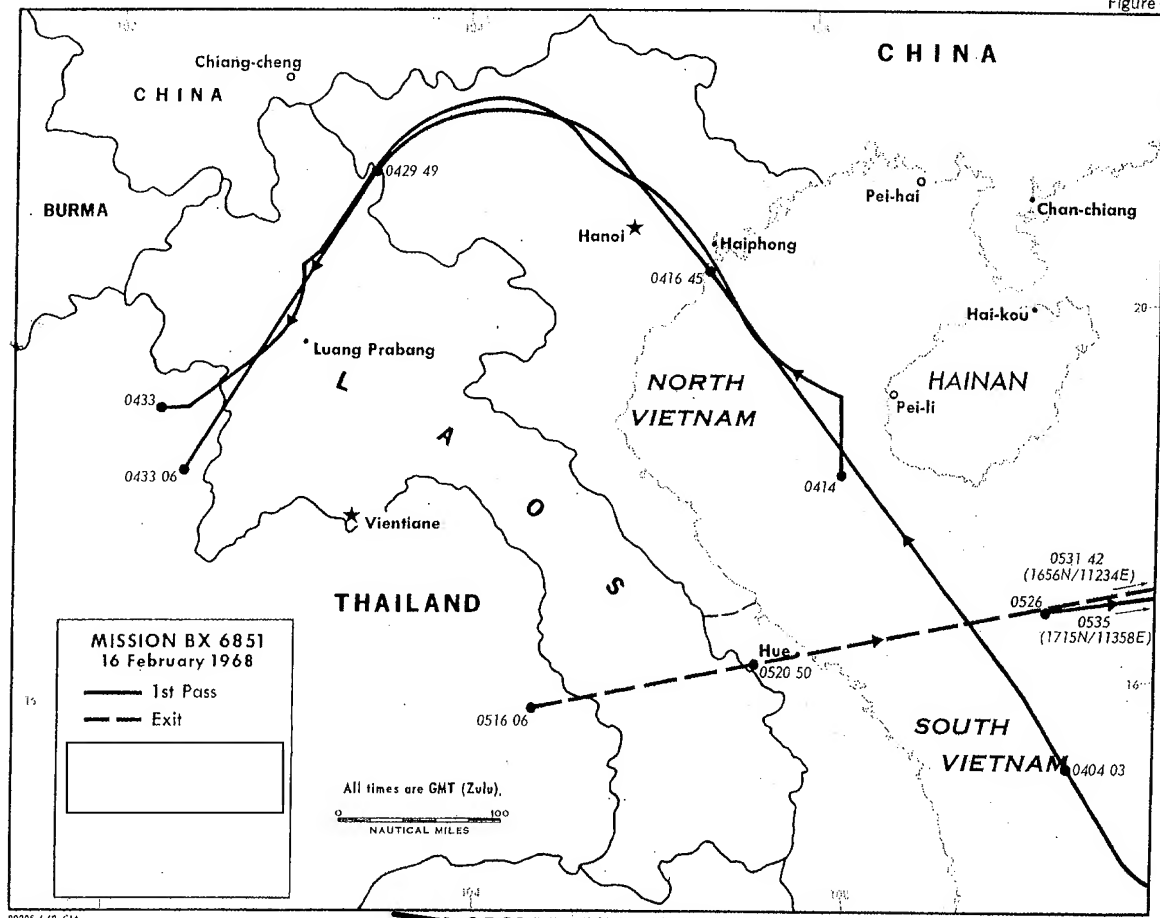 Figure
CHINA
Chiang-cheng
CHINA
BURMA
0429 49
Hanoi
Haiphong
0416 45
Pei-hai
Chan-chiang
Hai-kou
20
HAINAN
Pei-li
Luang Prabang
0433
0433 06
NORTH
VIETNAM
0414
LAOS
Vientiane
THAILAND
0531 42
(1656N/11234E)
0526
0535
(1715N/11358E)
Hue
0520 50
0516 06
16
SOUTH
VIETNAM
0404 03
MISSION BX 6851
16 February 1968
1st Pass
Exit
All times are GMT (Zulu).
0 100
NAUTICAL MILES
104